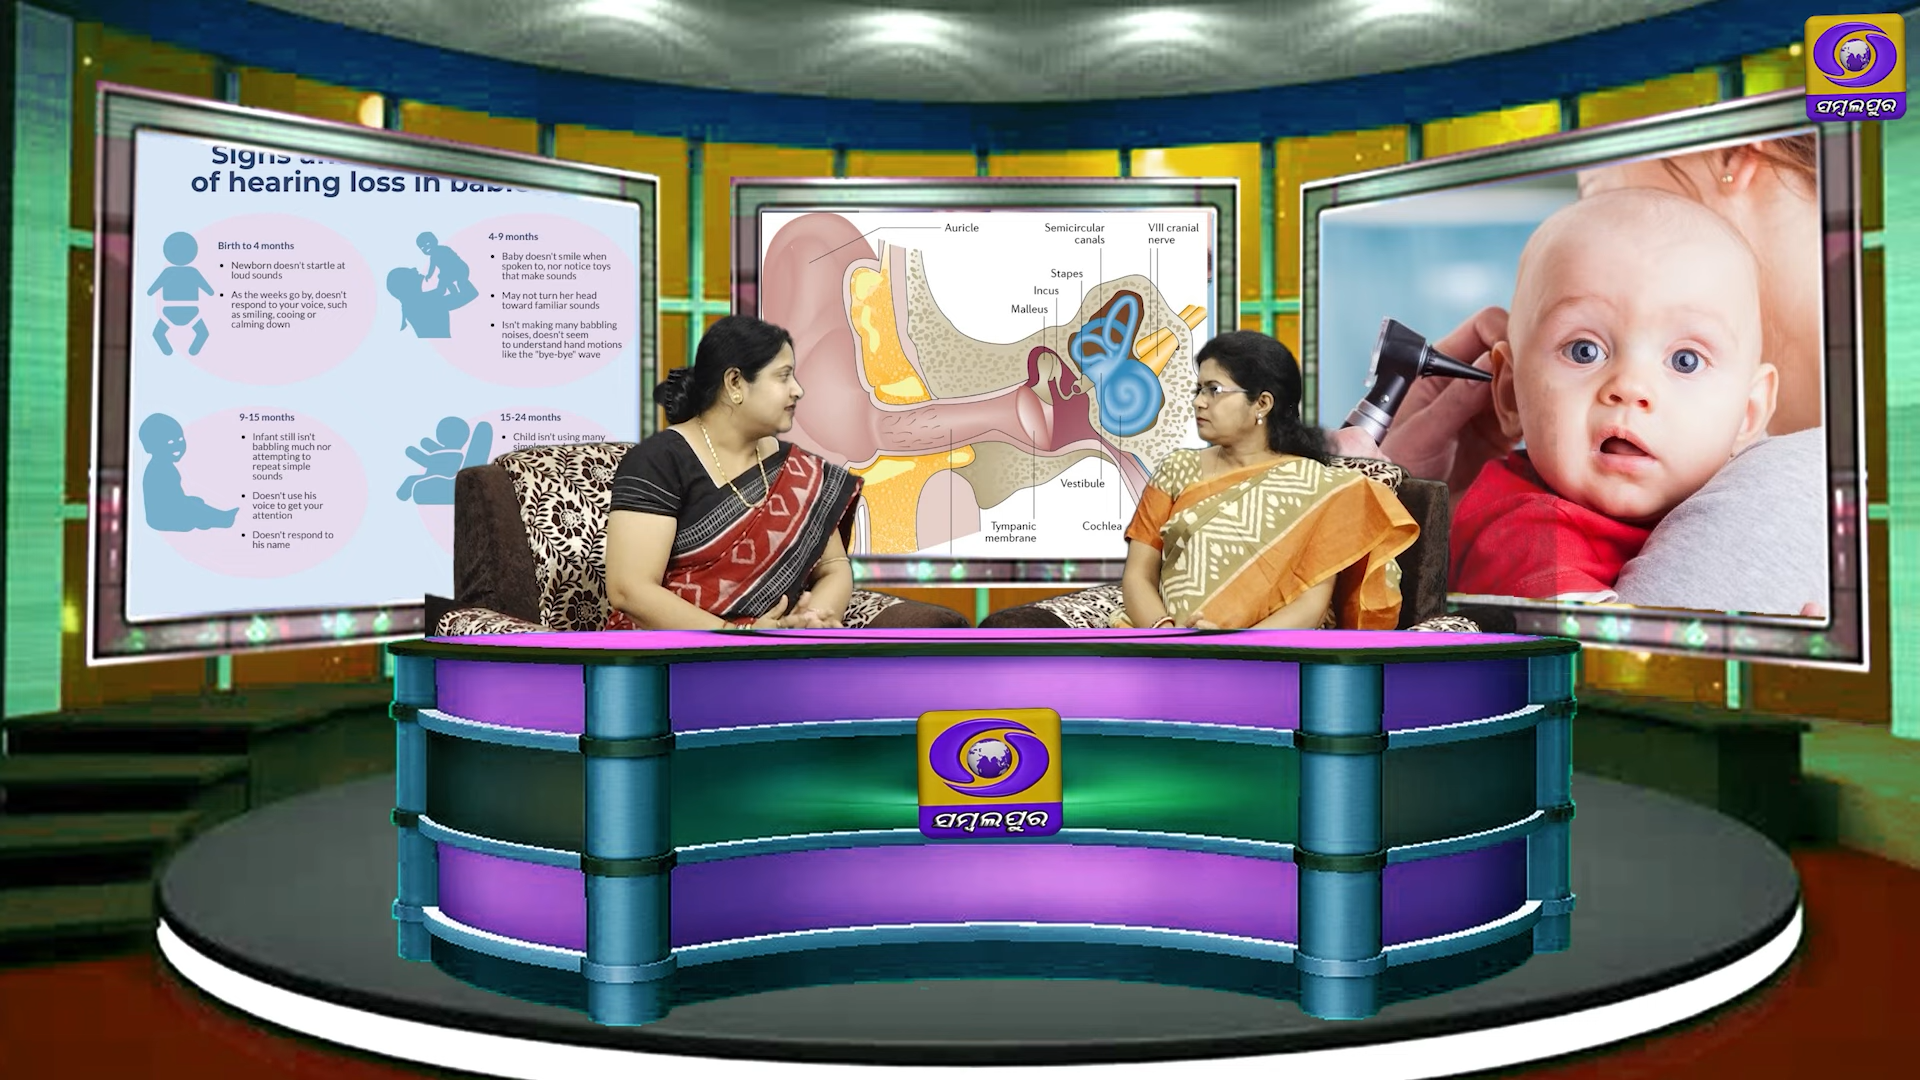 ସମ୍ବଲପୁର
of hearing loss in
Birth to 4 months
• Newborn doesn't startle at
loud sounds
• As the weeks go by, doesn't
respond to your voice, such
as smiling, cooing or
calming down
4-9 months
• Baby doesn't smile when
spoken to, nor notice toys
that make sounds
• May not turn her head
toward familiar sounds
• Isn't making many babbling
noises, doesn't seem
to understand hand motions
like the "bye-bye" wave
9-15 months
• Infant still isn't
babbling much nor
attempting to
repeat simple
sounds
• Doesn't use his
voice to get your
attention
• Doesn't respond to
his name
15-24 months
• Child isn't using many
Auricle
Semicircular
canals
VIII cranial
nerve
Stapes
Incus
Malleus
Vestibule
Tympanic
membrane
Cochlea
ସମ୍ବଲପୁର